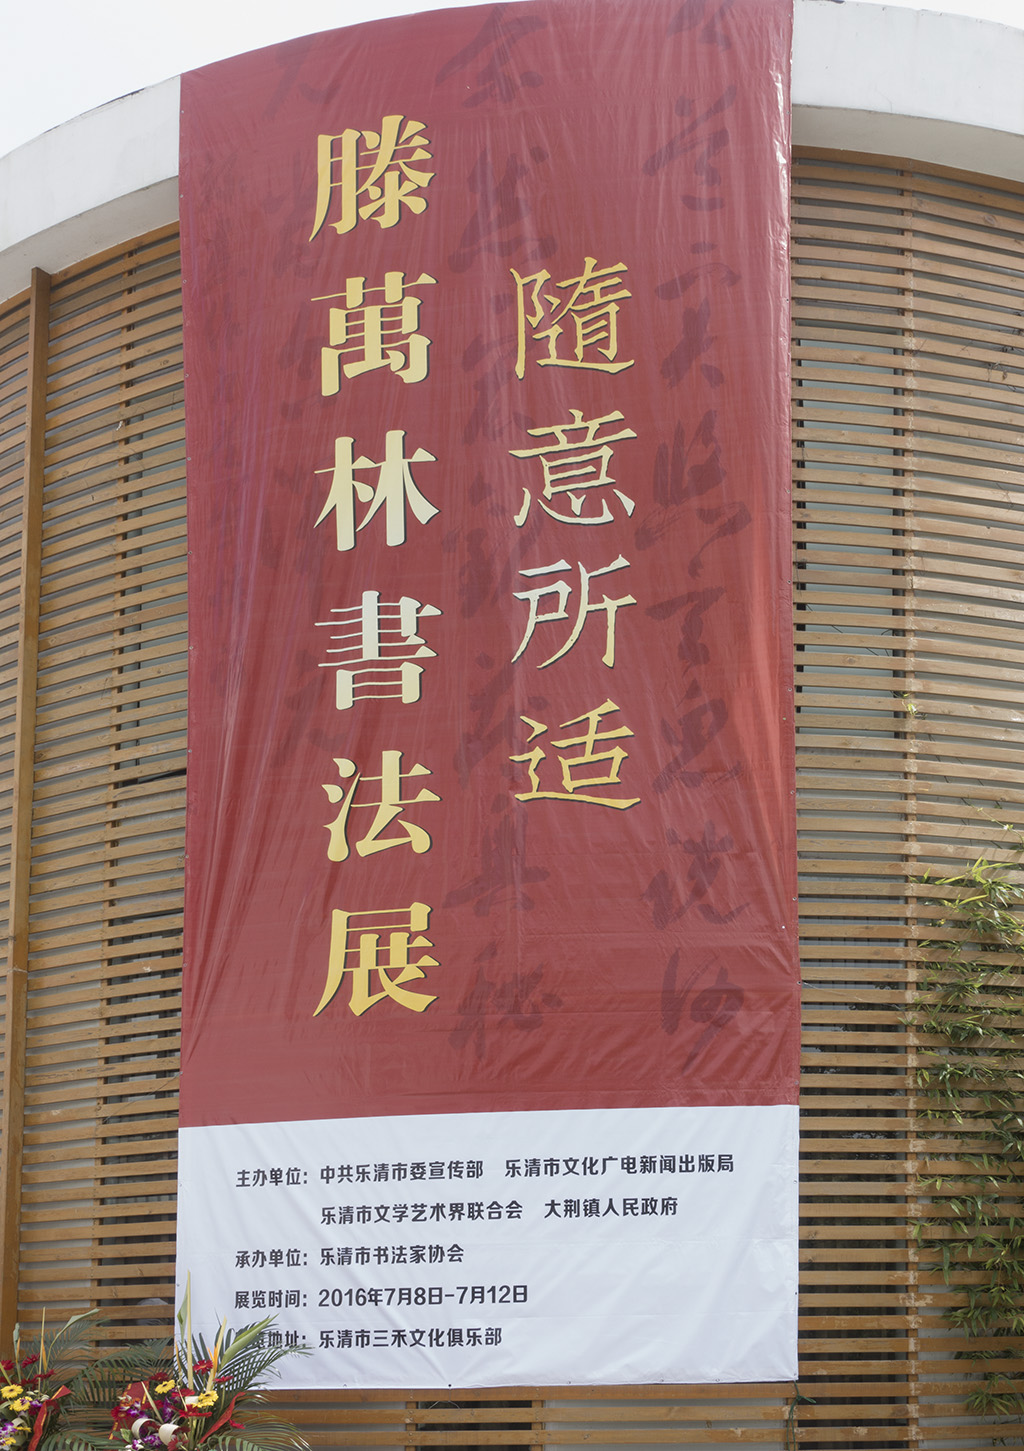 隨意所适
滕萬林書法展
主办单位：中共乐清市委宣传部　乐清市文化广电新闻出版局
乐清市文学艺术界联合会　大荆镇人民政府
承办单位：乐清市书法家协会
展览时间：2016年7月8日-7月12日
地址：乐清市三禾文化俱乐部